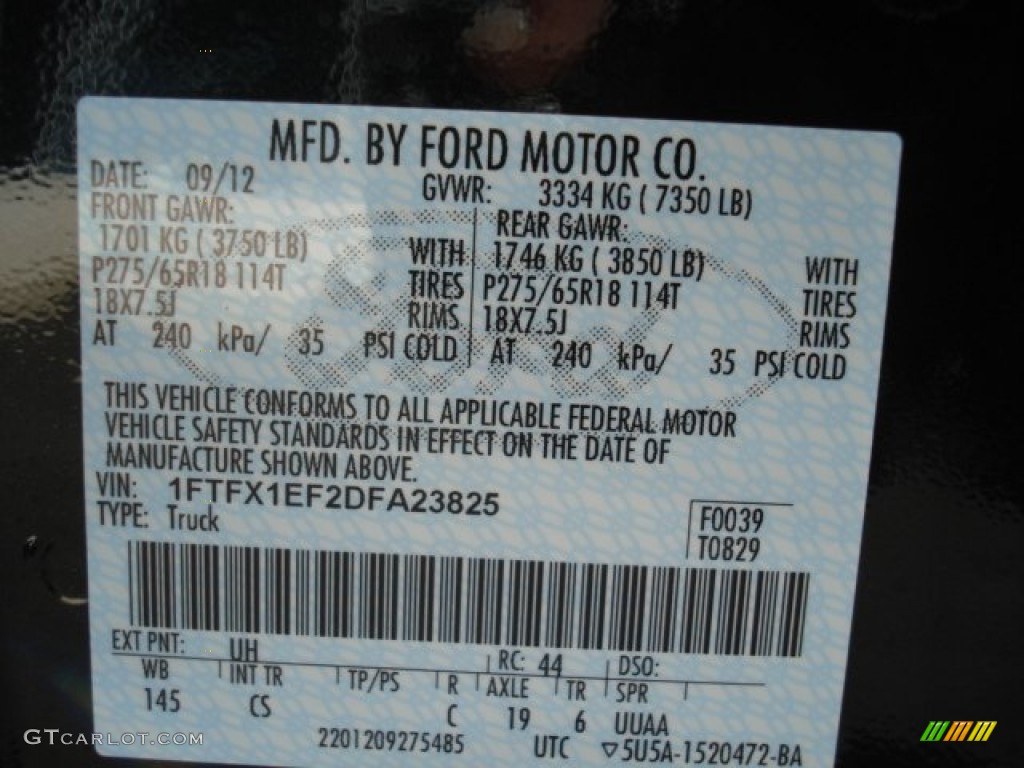 MFD. BY FORD MOTOR CO.
DATE: 09/12 GVWR: 3334 KG ( 7350 LB)
FRONT GAWR: REAR GAWR:
1701 KG ( 3750 LB) WITH 1746 KG ( 3850 LB) WITH
P275/65R18 114T TIRES P275/65R18 114T TIRES
18X7.5J RIMS 18X7.5J RIMS
AT 240 kPa/ 35 PSI COLD AT 240 kPa/ 35 PSI COLD
THIS VEHICLE CONFORMS TO ALL APPLICABLE FEDERAL MOTOR
VEHICLE SAFETY STANDARDS IN EFFECT ON THE DATE OF
MANUFACTURE SHOWN ABOVE.
VIN: 1FTFX1EF2DFA23825
TYPE: Truck
F0039
T0829
EXT PNT: UH RC: 44 DSO:
WB INT TR TP/PS R AXLE TR SPR
145 CS C 19 6 UUAA
2201209275485 UTC ▽5U5A-1520472-BA
GTCARLOT.COM